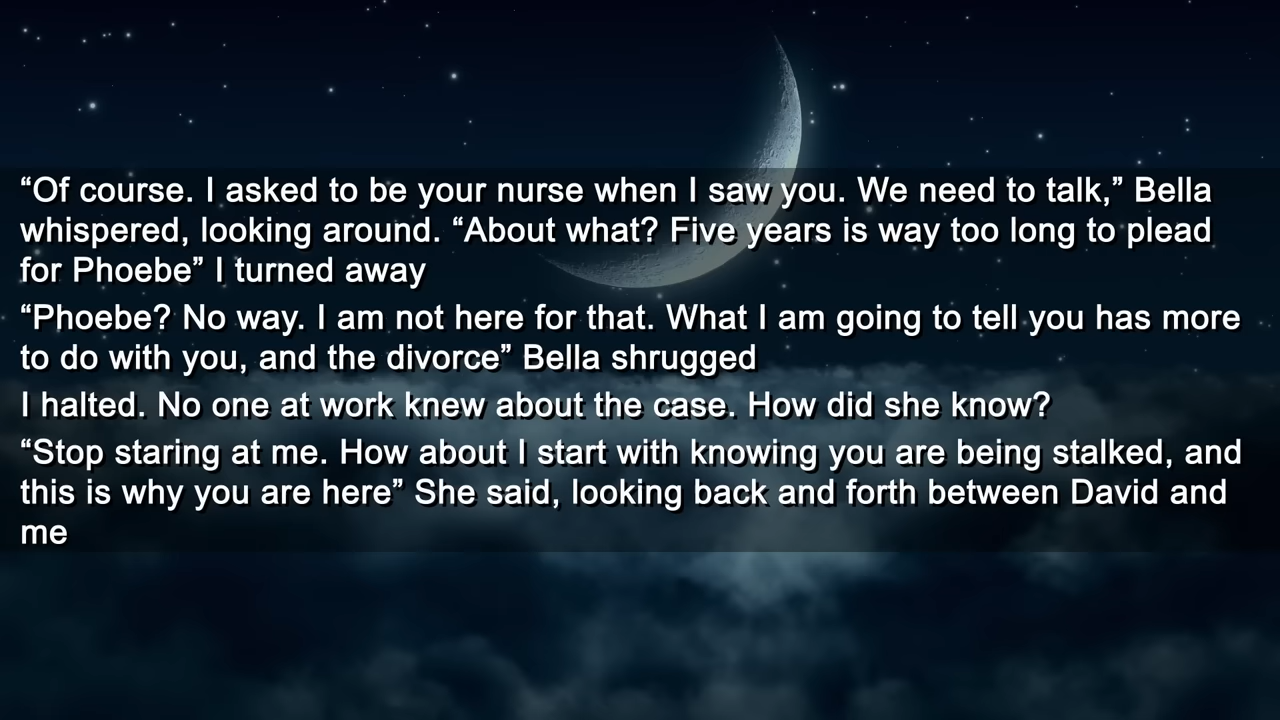 “Of course. I asked to be your nurse when I saw you. We need to talk,” Bella
whispered, looking around. “About what? Five years is way too long to plead
for Phoebe” I turned away
“Phoebe? No way. I am not here for that. What I am going to tell you has more
to do with you, and the divorce” Bella shrugged
I halted. No one at work knew about the case. How did she know?
“Stop staring at me. How about I start with knowing you are being stalked, and
this is why you are here” She said, looking back and forth between David and
me